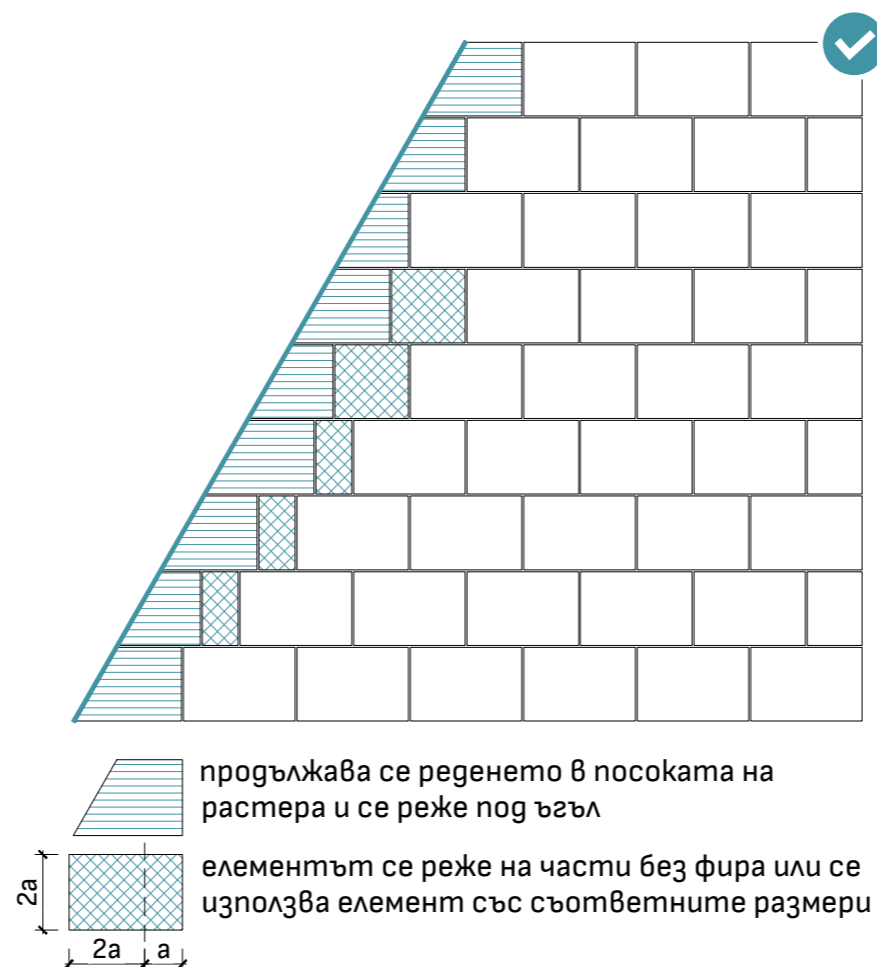 продължава се реденето в посоката на
растера и се реже под ъгъл
елементът се реже на части без фира или се
използва елемент със съответните размери
2a
2a a